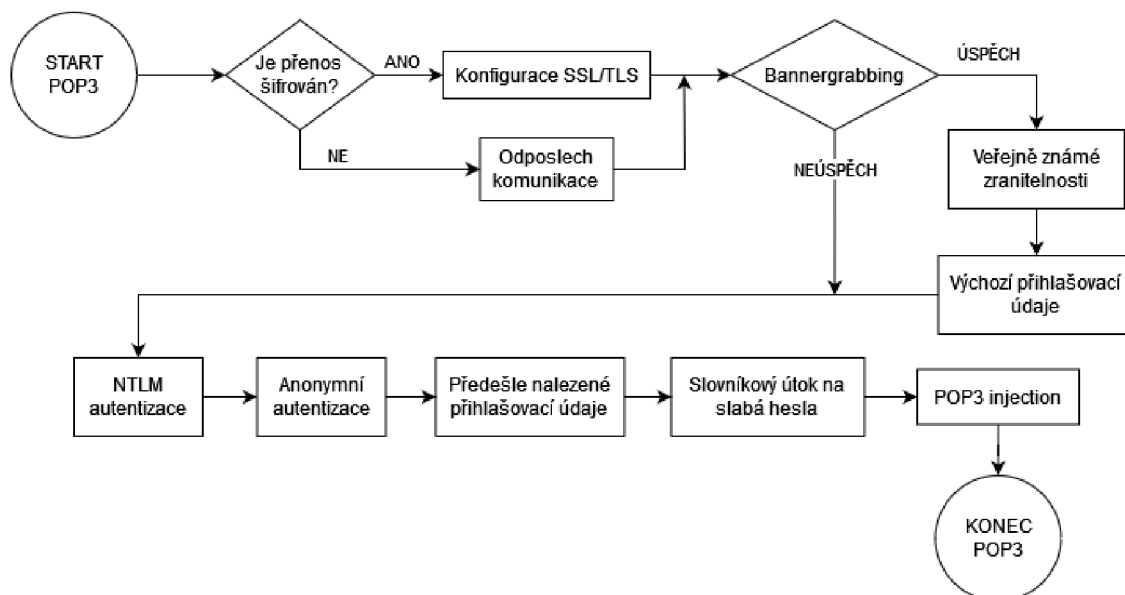 START
POP3
Je přenos
šifrován?
ANO
Konfigurace SSL/TLS
Bannergrabbing
ÚSPĚCH
NE
Odposlech
komunikace
NEÚSPĚCH
Veřejně známé
zranitelnosti
Výchozí přihlašovací
údaje
NTLM
autentizace
Anonymní
autentizace
Předešle nalezené
přihlašovací údaje
Slovníkový útok na
slabá hesla
POP3 injection
KONEC
POP3